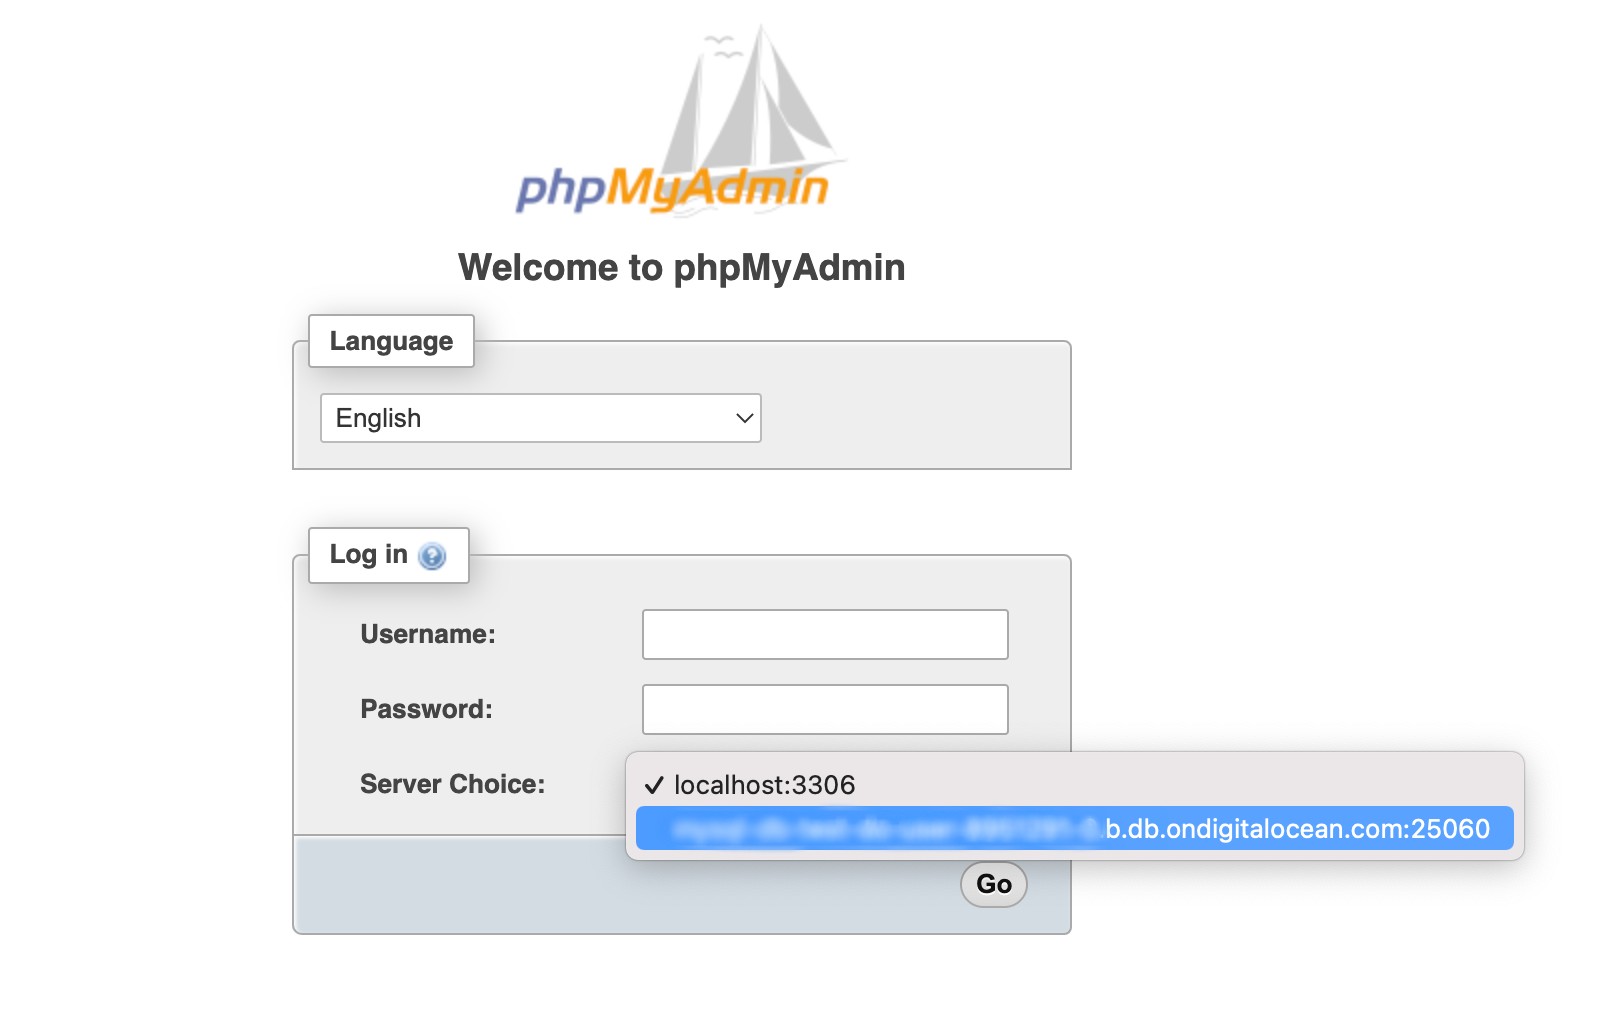 phpMyAdmin
Welcome to phpMyAdmin
Language
English
Log in
Username:
Password:
Server Choice:
localhost:3306
.b.db.ondigitalocean.com:25060
Go